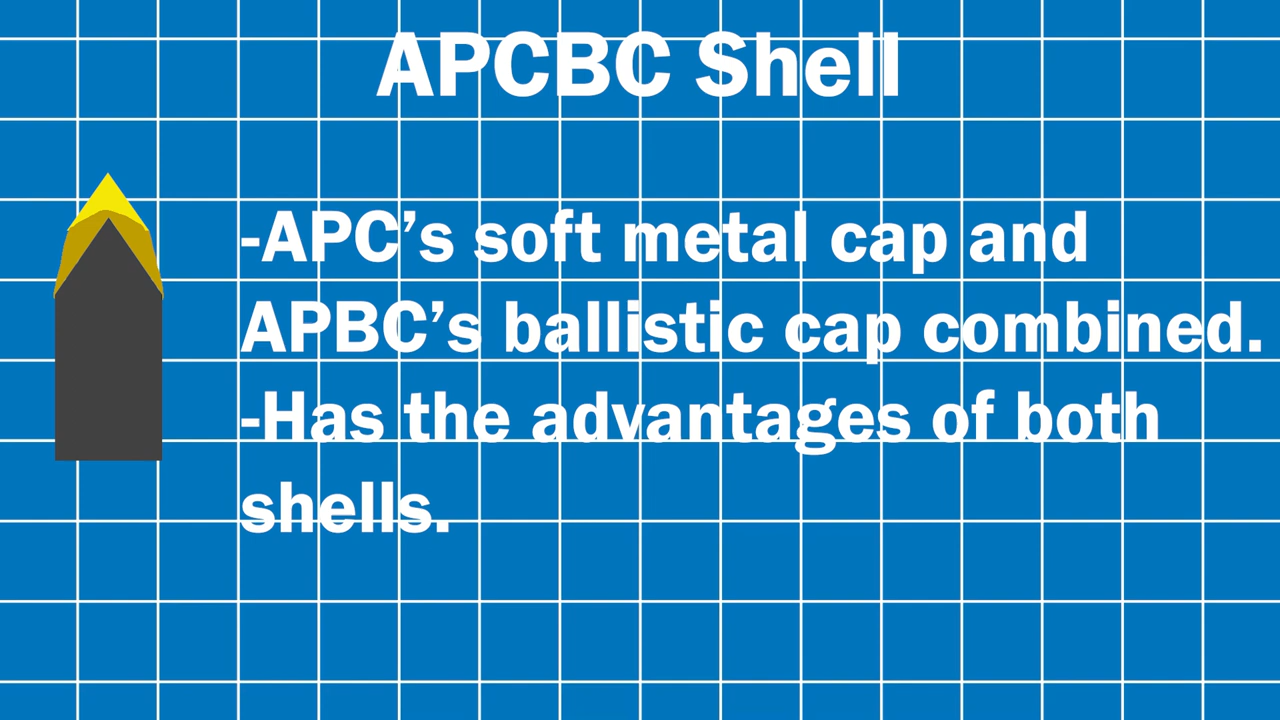 APCBC Shell
-APC’s soft metal cap and
APBC’s ballistic cap combined.
-Has the advantages of both
shells.